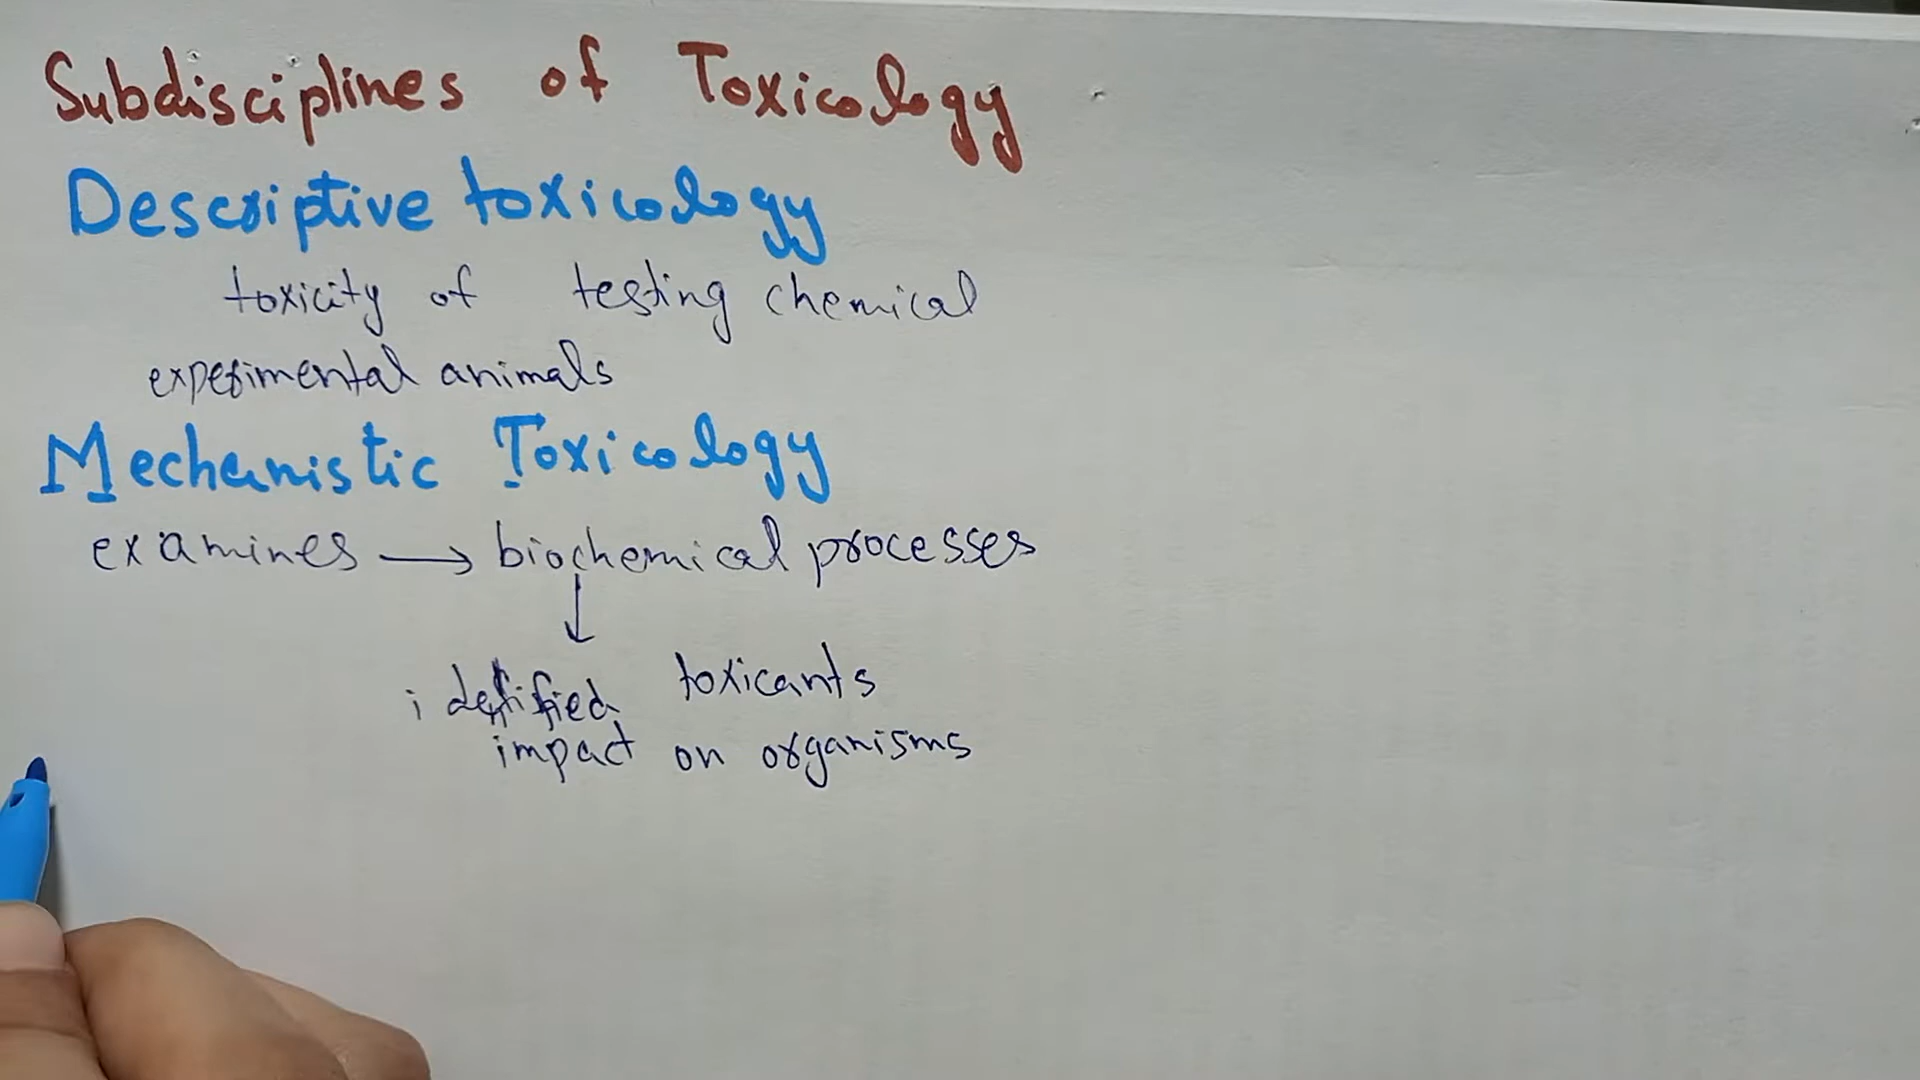 Subdisciplines of Toxicology
Descriptive toxicology
toxicity of testing chemical
experimental animals
Mechanistic Toxicology
examines → biochemical processes
↓
identified toxicants
impact on organisms